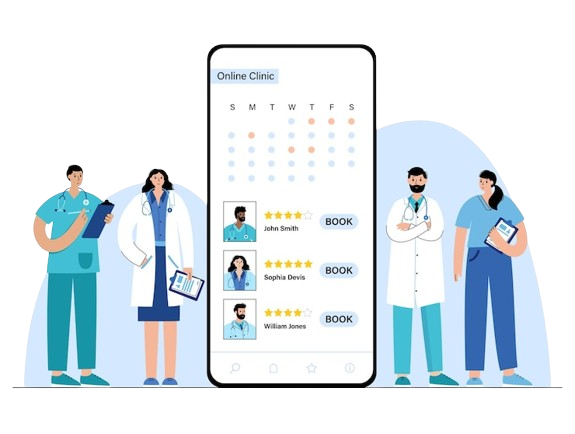 Online Clinic
S M T W T F S
John Smith
BOOK
Sophia Devis
BOOK
William Jones
BOOK